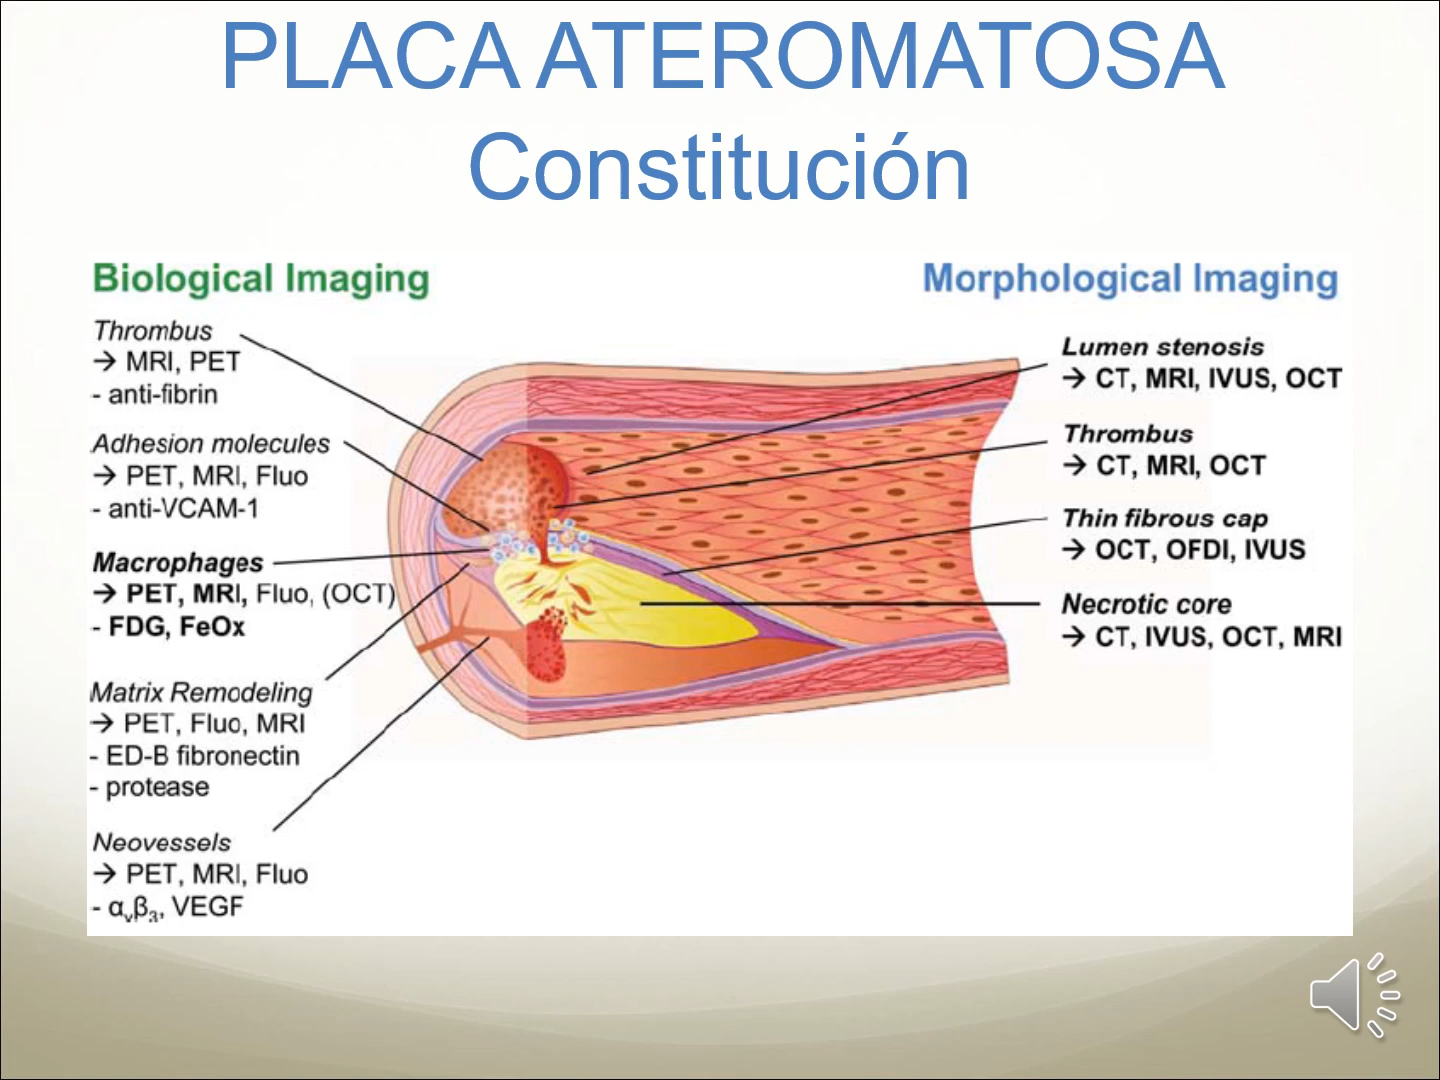 PLACA ATEROMATOSA
Constitución
Biological Imaging
Thrombus
→ MRI, PET
- anti-fibrin
Adhesion molecules
→ PET, MRI, Fluo
- anti-VCAM-1
Macrophages
→ PET, MRI, Fluo, (OCT)
- FDG, FeOx
Matrix Remodeling
→ PET, Fluo, MRI
- ED-B fibronectin
- protease
Neovessels
→ PET, MRI, Fluo
- αvβ3, VEGF
Morphological Imaging
Lumen stenosis
→ CT, MRI, IVUS, OCT
Thrombus
→ CT, MRI, OCT
Thin fibrous cap
→ OCT, OFDI, IVUS
Necrotic core
→ CT, IVUS, OCT, MRI